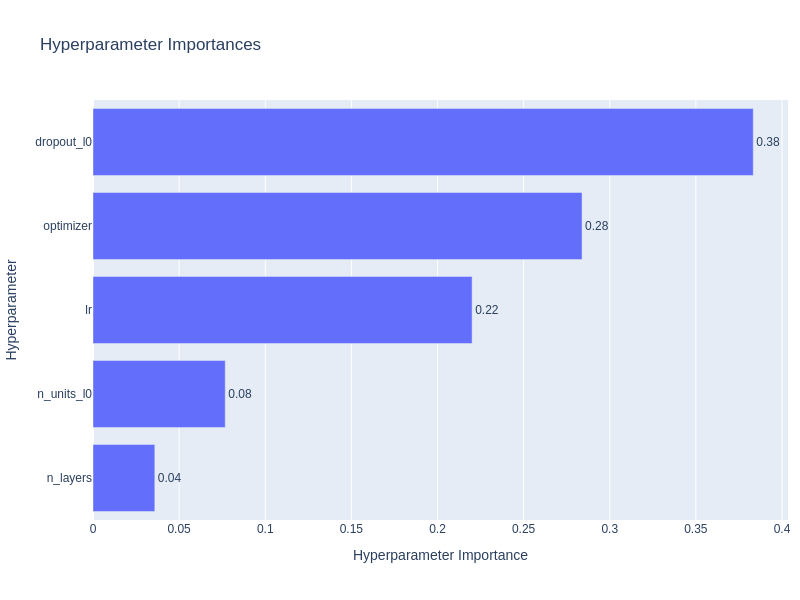 Hyperparameter Importances
Hyperparameter
dropout_l0
0.38
optimizer
0.28
lr
0.22
n_units_l0
0.08
n_layers
0.04
0
0.05
0.1
0.15
0.2
0.25
0.3
0.35
0.4
Hyperparameter Importance